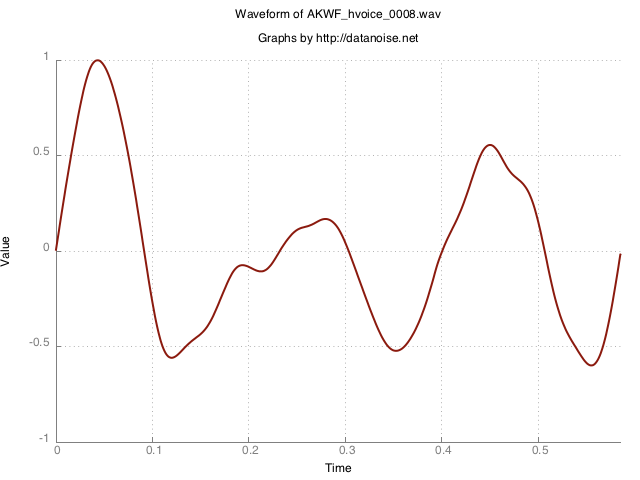 Waveform of AKWF_hvoice_0008.wav
Graphs by http://datanoise.net
1
0.5
0
-0.5
-1
Value
0 0.1 0.2 0.3 0.4 0.5
Time